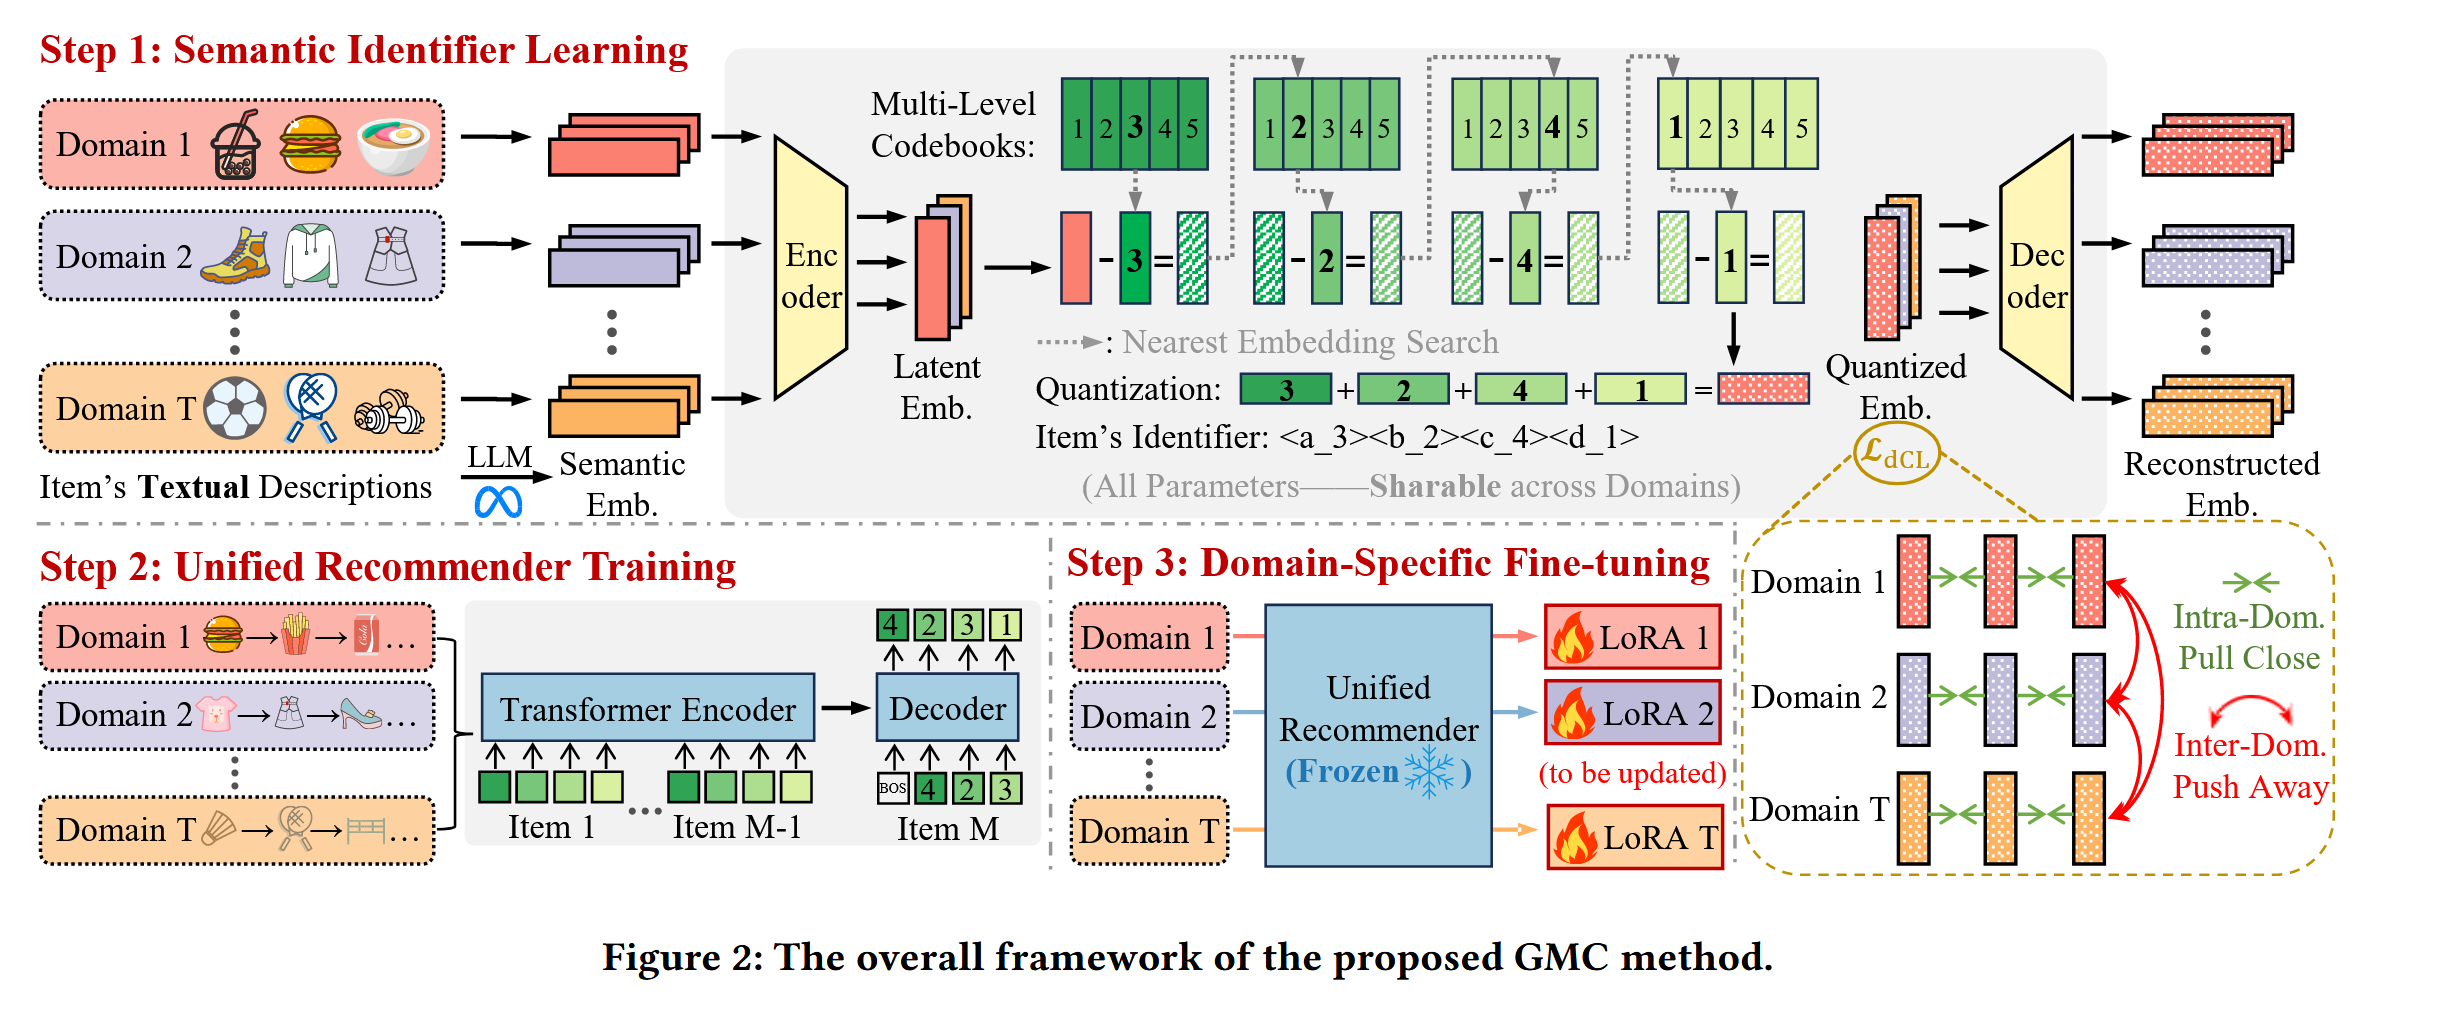 Step 1: Semantic Identifier Learning
Domain 1
Domain 2
Domain T
Item's Textual Descriptions
LLM
Semantic
Emb.
Enc
oder
Latent
Emb.
Multi-Level
Codebooks:
1 2 3 4 5
1 2 3 4 5
1 2 3 4 5
1 2 3 4 5
- 3 =
- 2 =
- 4 =
- 1 =
: Nearest Embedding Search
Quantization: 3 + 2 + 4 + 1 =
Item's Identifier: <a_3><b_2><c_4><d_1>
(All Parameters——Sharable across Domains)
Quantized
Emb.
ℒdCL
Dec
oder
Reconstructed
Emb.
Step 2: Unified Recommender Training
Domain 1 → → ...
Domain 2 → → ...
Domain T → → ...
Transformer Encoder
Item 1
...
Item M-1
4 2 3 1
Decoder
BOS 4 2 3
Item M
Step 3: Domain-Specific Fine-tuning
Domain 1
Domain 2
Domain T
Unified
Recommender
(Frozen )
LoRA 1
LoRA 2
(to be updated)
LoRA T
Domain 1
Domain 2
Domain T
Intra-Dom.
Pull Close
Inter-Dom.
Push Away
Figure 2: The overall framework of the proposed GMC method.